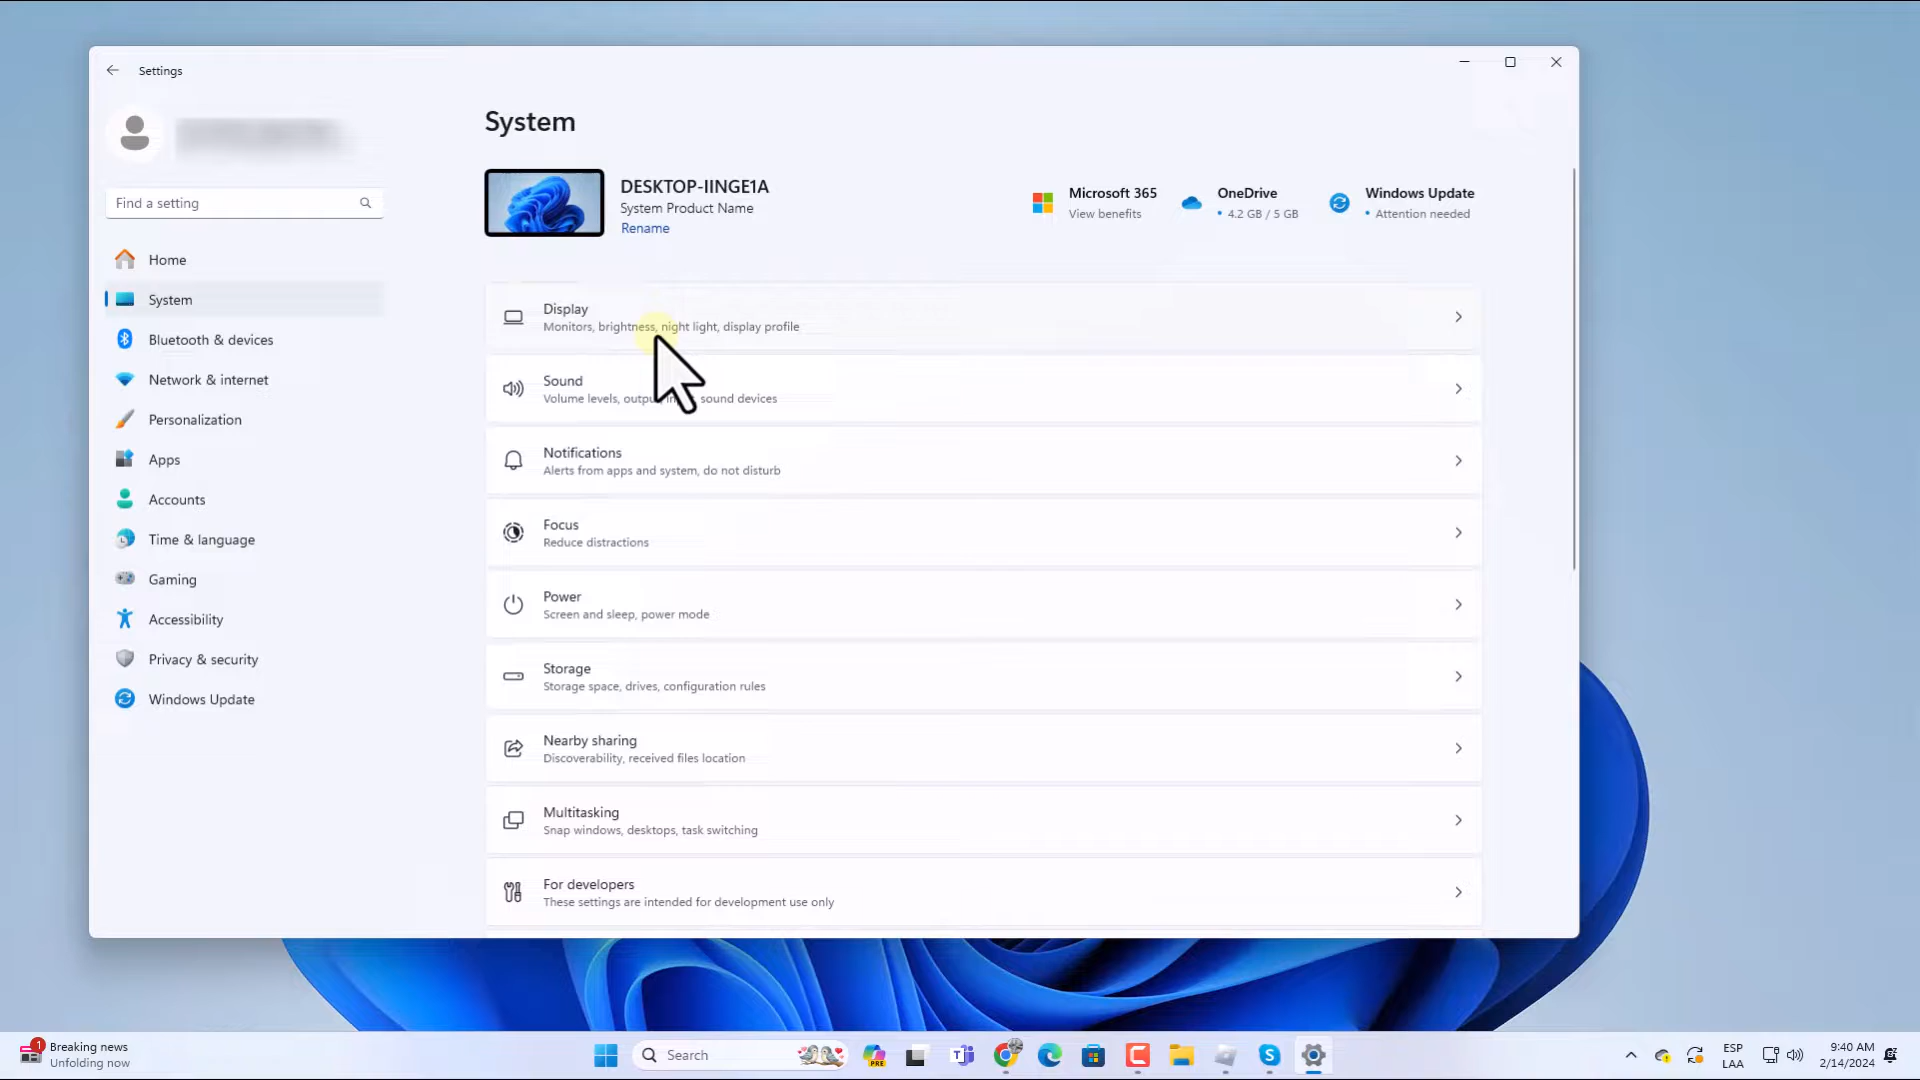 Settings
Find a setting
Home
System
Bluetooth & devices
Network & internet
Personalization
Apps
Accounts
Time & language
Gaming
Accessibility
Privacy & security
Windows Update
System
DESKTOP-IINGE1A
System Product Name
Rename
Microsoft 365
View benefits
OneDrive
• 4.2 GB / 5 GB
Windows Update
• Attention needed
Display
Monitors, brightness, night light, display profile
Sound
Volume levels, output, sound devices
Notifications
Alerts from apps and system, do not disturb
Focus
Reduce distractions
Power
Screen and sleep, power mode
Storage
Storage space, drives, configuration rules
Nearby sharing
Discoverability, received files location
Multitasking
Snap windows, desktops, task switching
For developers
These settings are intended for development use only
1
Breaking news
Unfolding now
Search
PRE
ESP
LAA
9:40 AM
2/14/2024